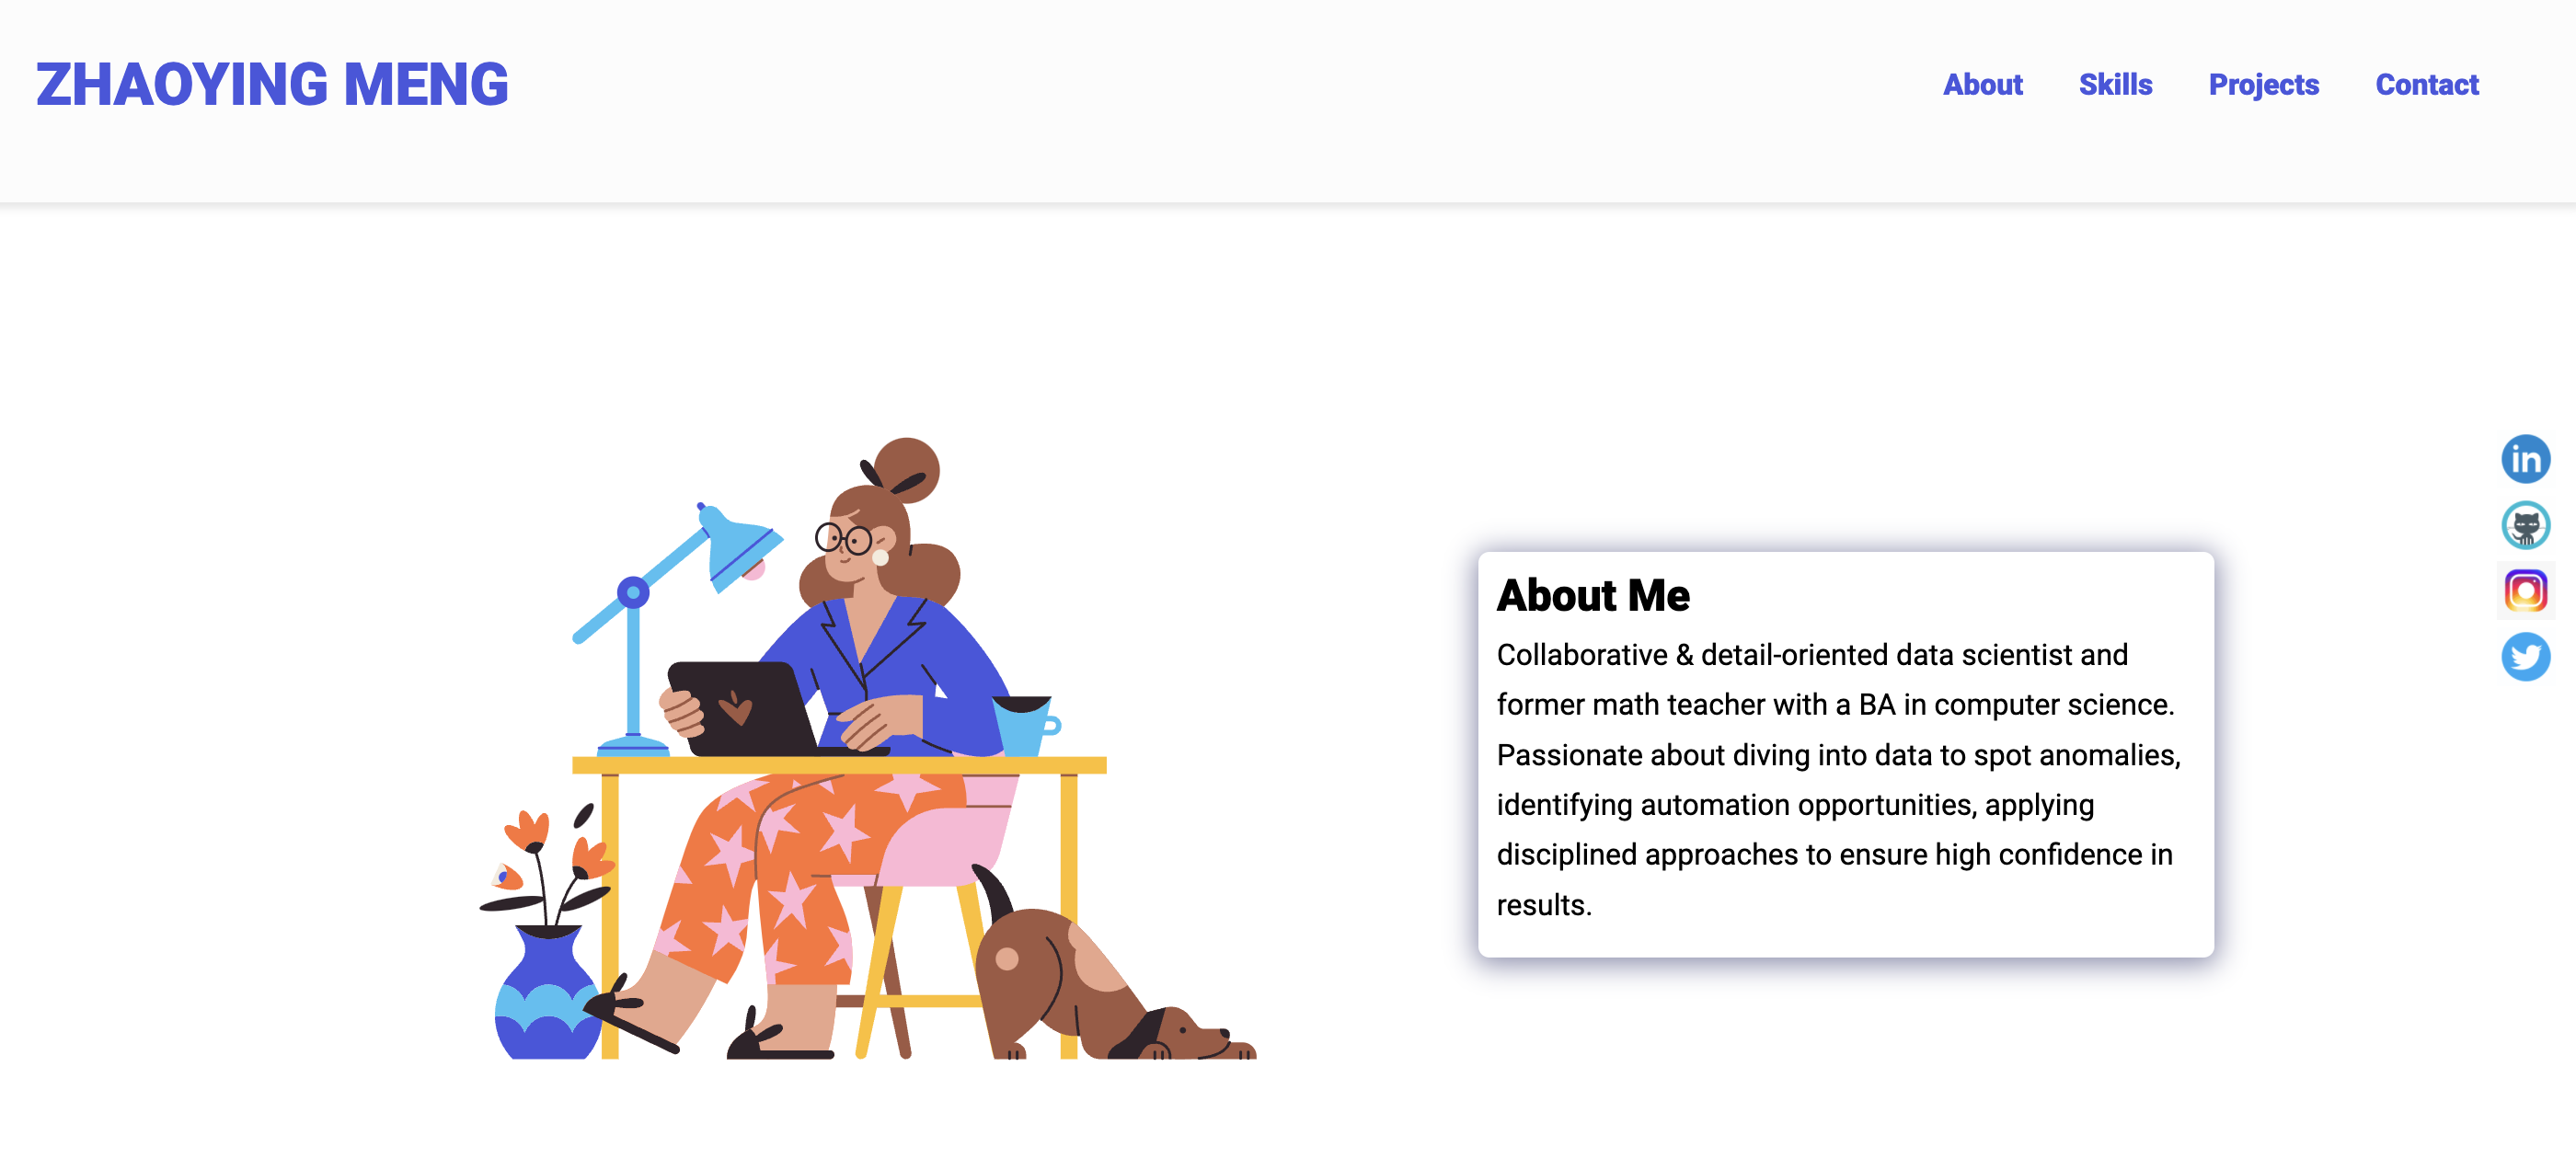 ZHAOYING MENG
About Skills Projects Contact
in
About Me
Collaborative & detail-oriented data scientist and
former math teacher with a BA in computer science.
Passionate about diving into data to spot anomalies,
identifying automation opportunities, applying
disciplined approaches to ensure high confidence in
results.